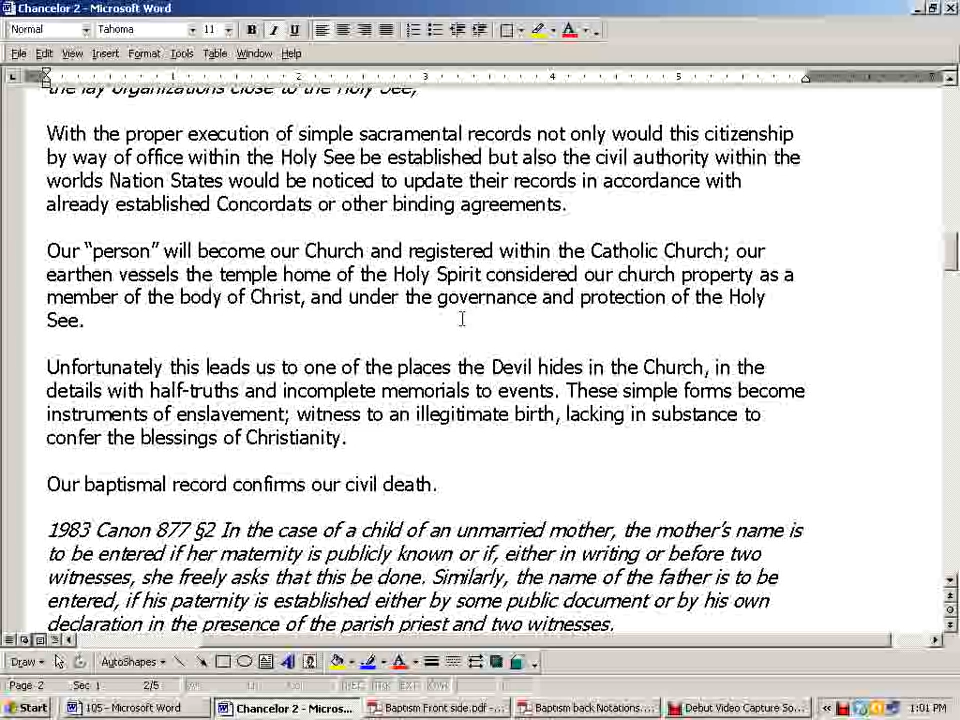 Chancelor 2 - Microsoft Word
Normal Tahoma 11 B I U
File Edit View Insert Format Tools Table Window Help
1 2 3 4 5 7
the lay organizations close to the Holy See;
With the proper execution of simple sacramental records not only would this citizenship
by way of office within the Holy See be established but also the civil authority within the
worlds Nation States would be noticed to update their records in accordance with
already established Concordats or other binding agreements.
Our “person” will become our Church and registered within the Catholic Church; our
earthen vessels the temple home of the Holy Spirit considered our church property as a
member of the body of Christ, and under the governance and protection of the Holy
See.
Unfortunately this leads us to one of the places the Devil hides in the Church, in the
details with half-truths and incomplete memorials to events. These simple forms become
instruments of enslavement; witness to an illegitimate birth, lacking in substance to
confer the blessings of Christianity.
Our baptismal record confirms our civil death.
1983 Canon 877 §2 In the case of a child of an unmarried mother, the mother’s name is
to be entered if her maternity is publicly known or if, either in writing or before two
witnesses, she freely asks that this be done. Similarly, the name of the father is to be
entered, if his paternity is established either by some public document or by his own
declaration in the presence of the parish priest and two witnesses.
Draw AutoShapes
Page 2 Sec 1 2/5
Start 105 - Microsoft Word Chancelor 2 - Micros... Baptism Front side.pdf -... Baptism back Notations.... Debut Video Capture So... 1:01 PM